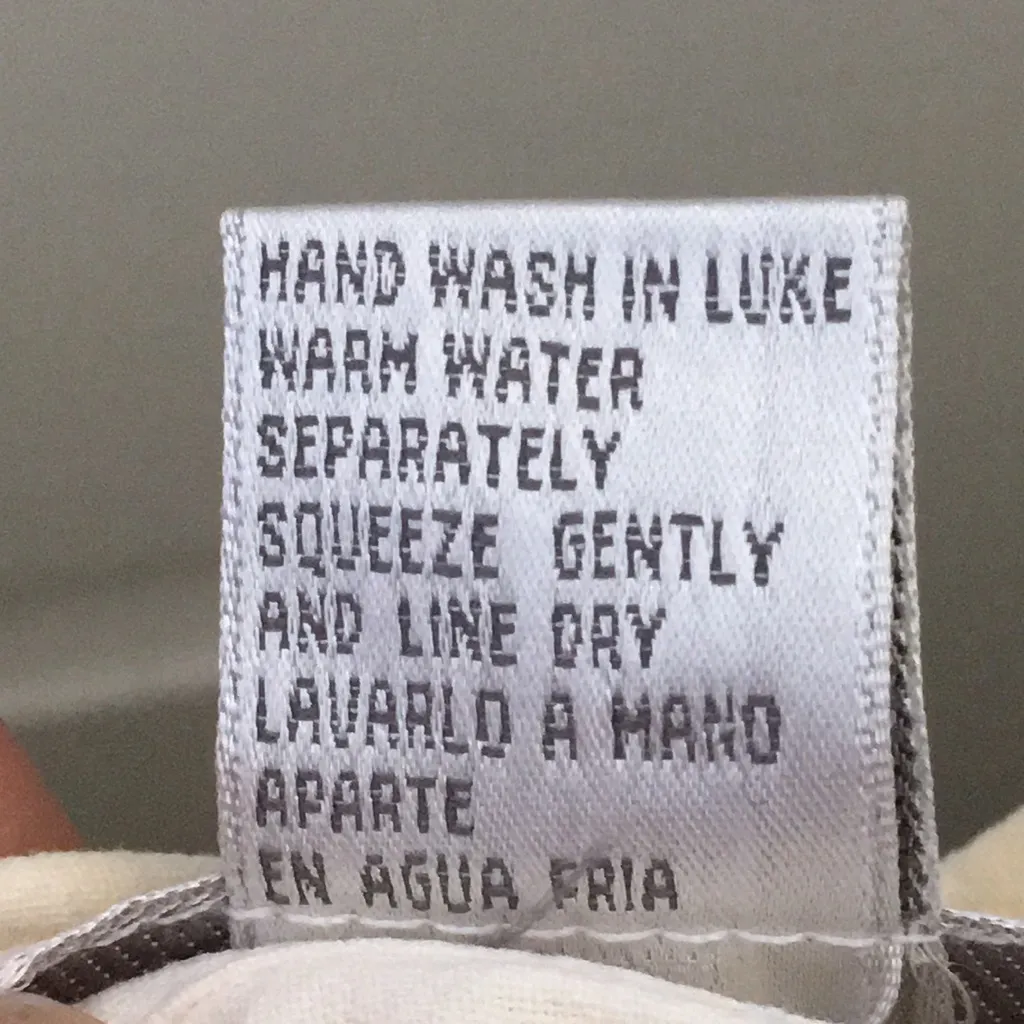 HAND WASH IN LUKE
WARM WATER
SEPARATELY
SQUEEZE GENTLY
AND LINE DRY
LAVARLO A MANO
APARTE
EN AGUA FRIA